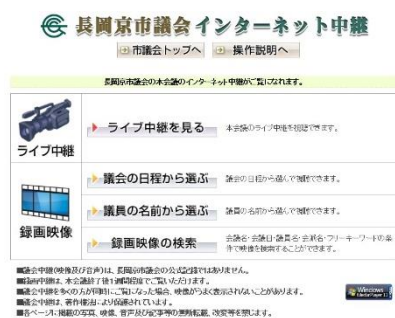 長岡京市議会インターネット中継
市議会トップへ 操作説明へ
長岡京市議会の本会議のインターネット中継がご覧になれます。
ライブ中継
ライブ中継を見る 本会議のライブ中継を視聴できます。
録画映像
議会の日程から選ぶ 議会の日程から選んで視聴できます。
議員の名前から選ぶ 議員の名前から選んで視聴できます。
録画映像の検索 会議名・会議日・議員名・会派名・フリーキーワードの条件で映像を検索することができます。
■議会中継(映像及び音声)は、長岡京市議会の公式記録ではありません。
■録画映像は、本会議終了後1週間程度でご覧いただけます。
■議会中継を多くの方が同時にご覧になった場合、映像がうまく表示されないことがあります。
■議会中継は、著作権法により保護されています。
■各ページに掲載の写真、映像、音声及び記事等の無断転載、改変等を禁じます。
Windows Media Player